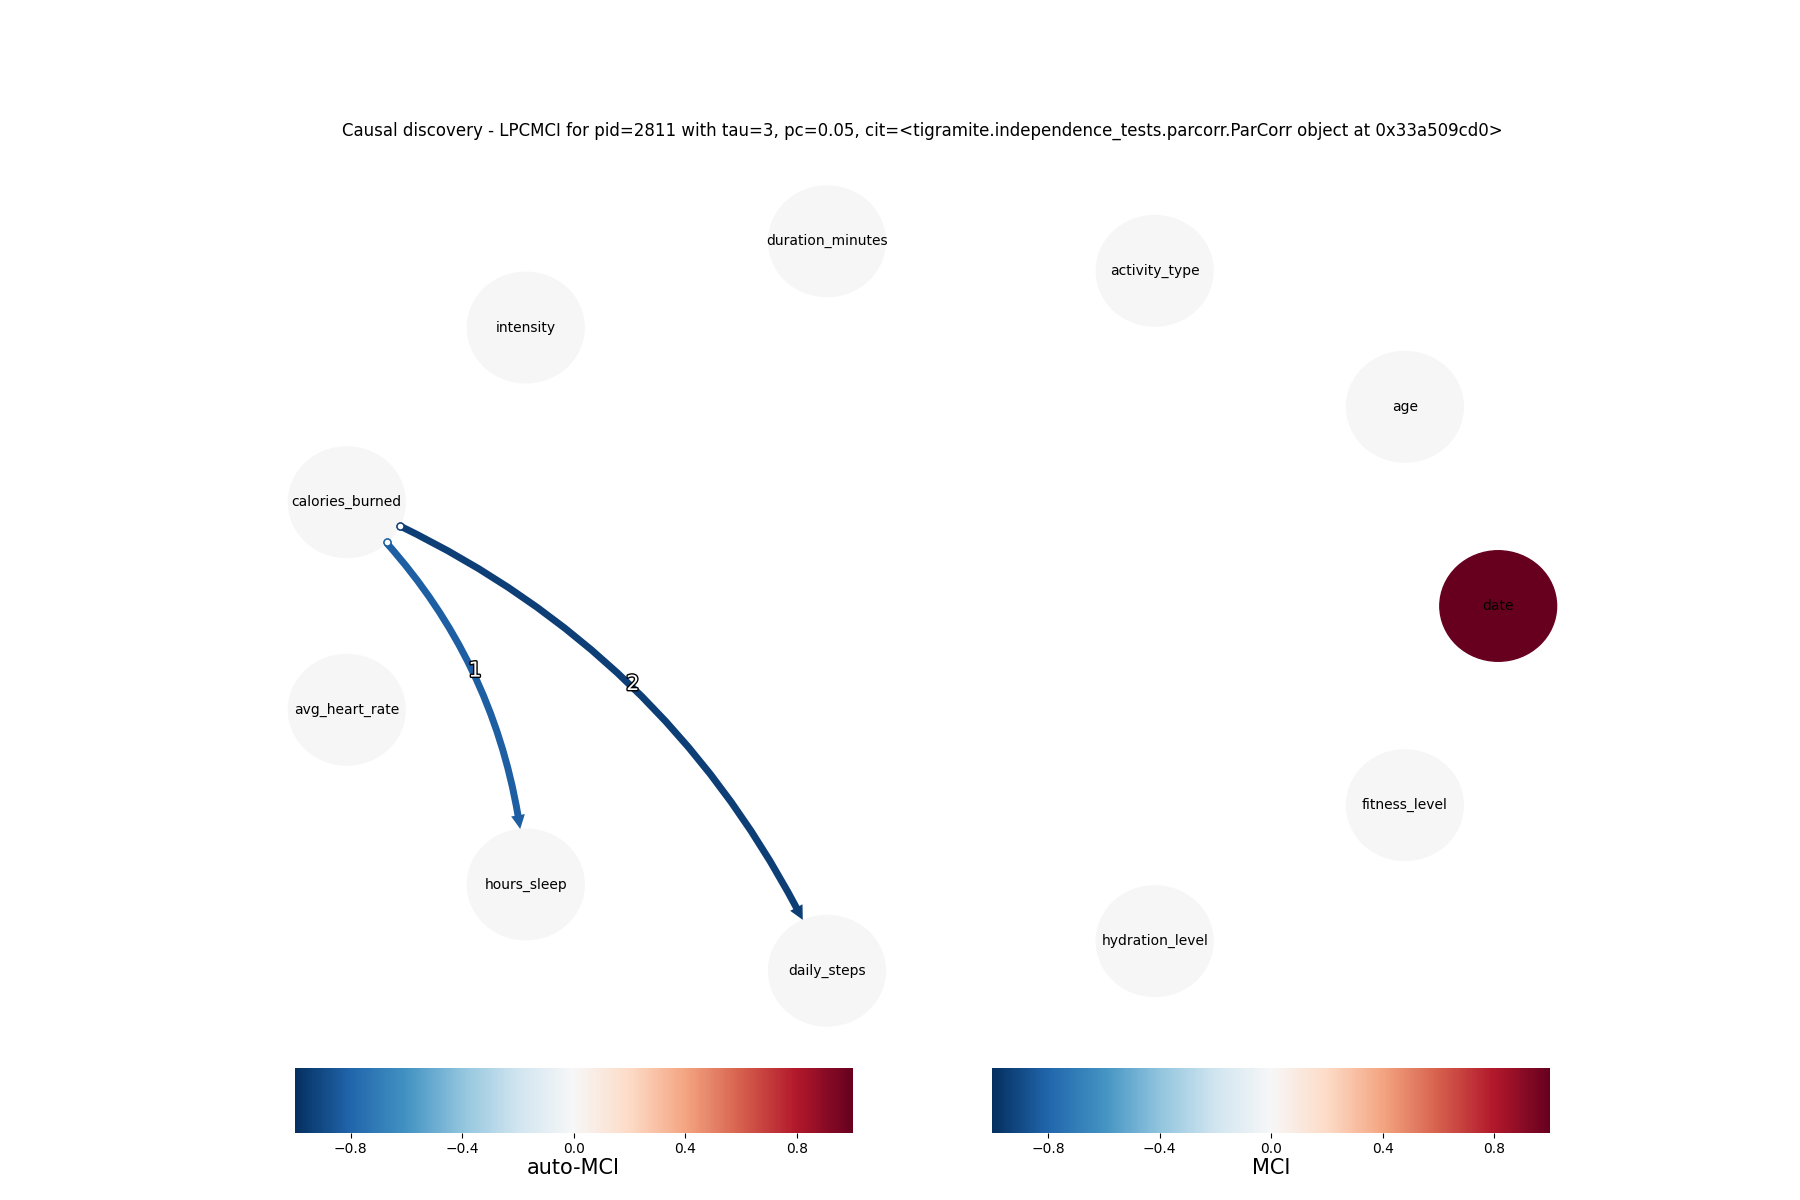 Causal discovery - LPCMCI for pid=2811 with tau=3, pc=0.05, cit=<tigramite.independence_tests.parcorr.ParCorr object at 0x33a509cd0>
duration_minutes
activity_type
intensity
age
calories_burned
date
1
2
avg_heart_rate
fitness_level
hours_sleep
hydration_level
daily_steps
−0.8 −0.4 0.0 0.4 0.8
auto-MCI
−0.8 −0.4 0.0 0.4 0.8
MCI